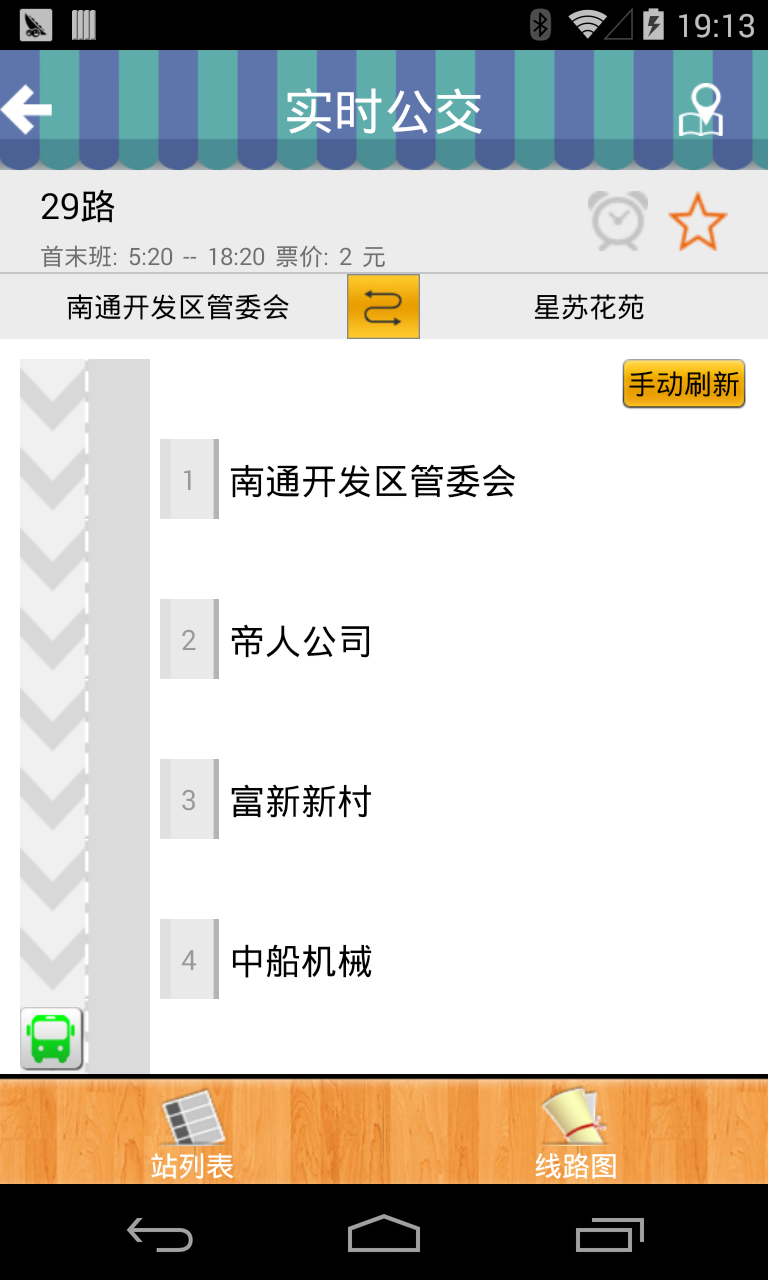 19:13
实时公交
29路
首末班: 5:20 -- 18:20 票价: 2 元
南通开发区管委会
星苏花苑
手动刷新
1 南通开发区管委会
2 帝人公司
3 富新新村
4 中船机械
站列表
线路图